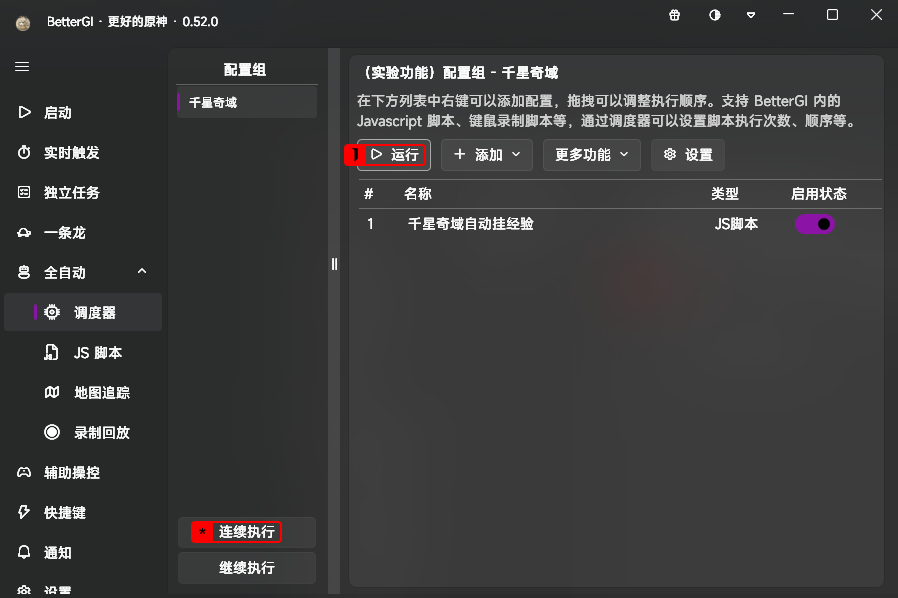 BetterGI · 更好的原神 · 0.52.0
启动
实时触发
独立任务
一条龙
全自动
调度器
JS 脚本
地图追踪
录制回放
辅助操控
快捷键
通知
设置
配置组
千星奇域
* 连续执行
继续执行
（实验功能）配置组 - 千星奇域
在下方列表中右键可以添加配置，拖拽可以调整执行顺序。支持 BetterGI 内的
Javascript 脚本、键鼠录制脚本等，通过调度器可以设置脚本执行次数、顺序等。
1 运行 添加 更多功能 设置
# 名称 类型 启用状态
1 千星奇域自动挂经验 JS脚本